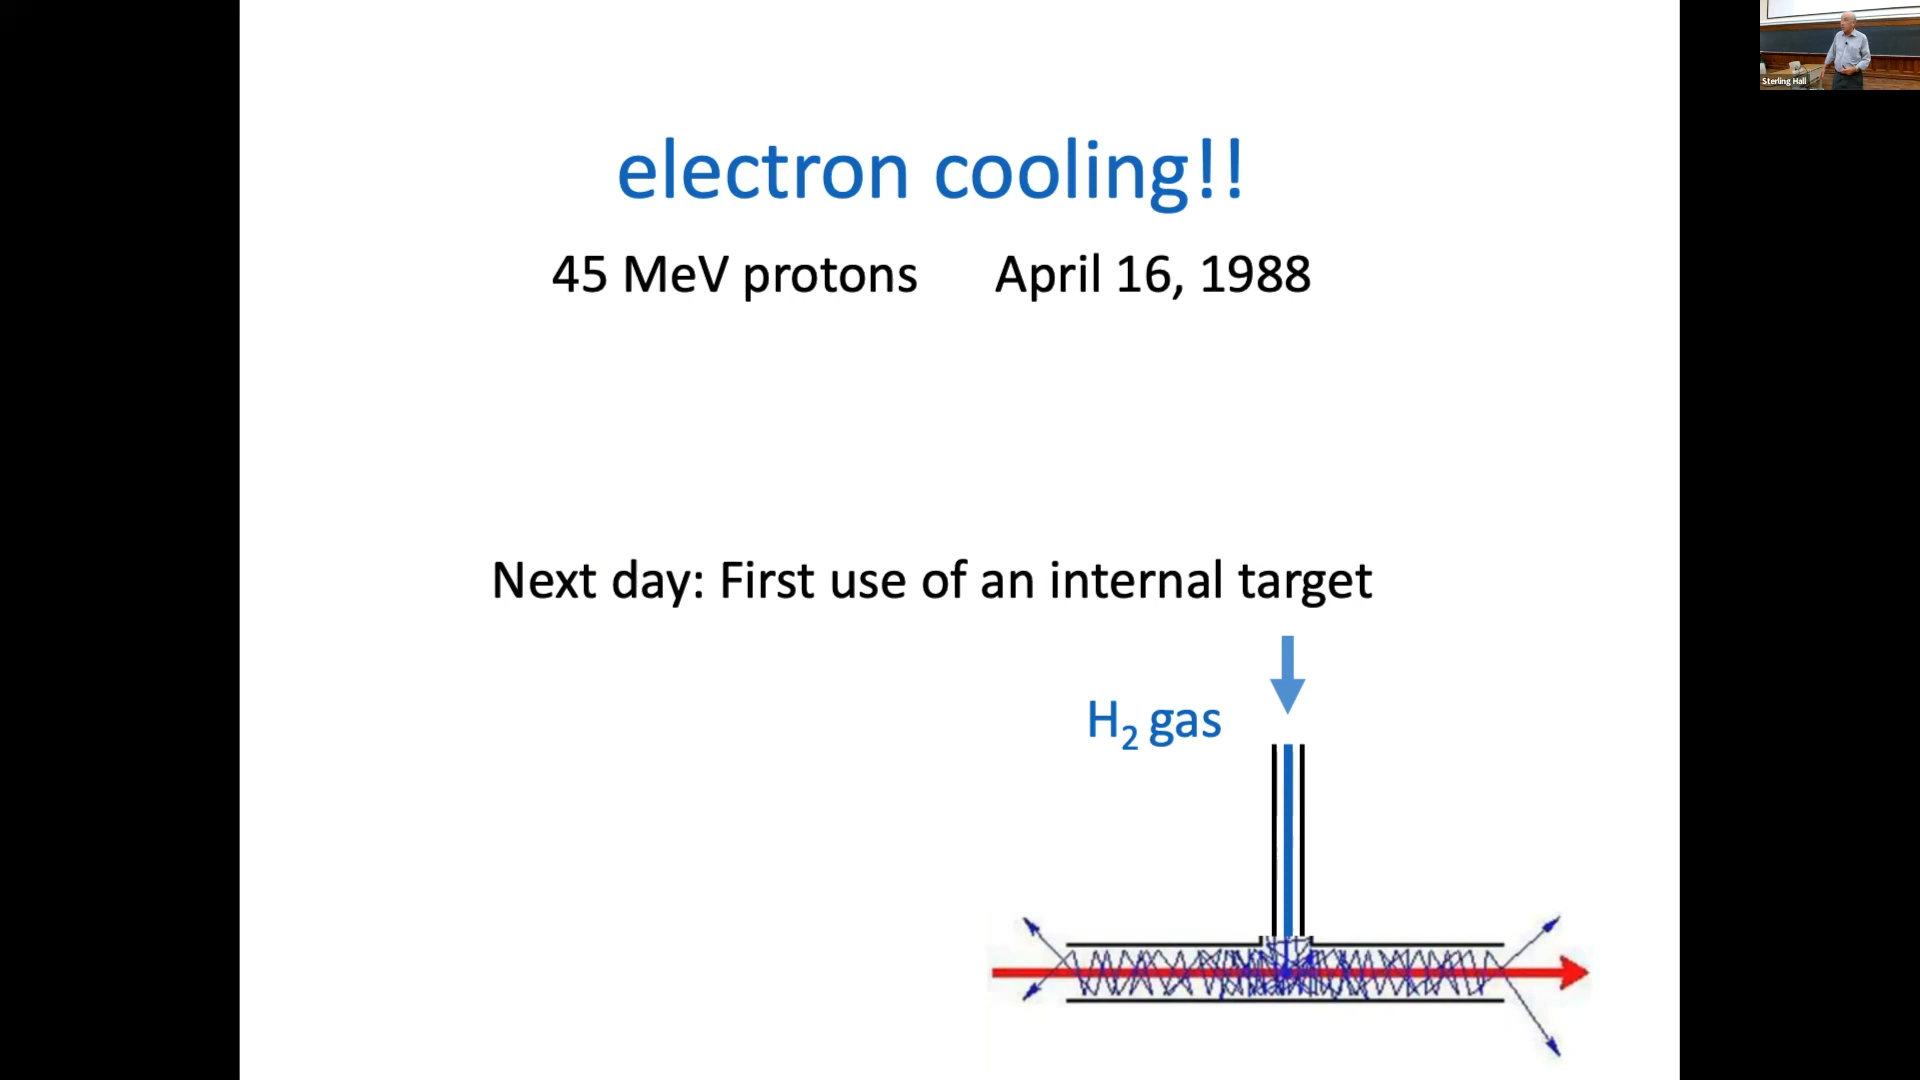 Sterling Hall
electron cooling!!
45 MeV protons April 16, 1988
Next day: First use of an internal target
H₂ gas